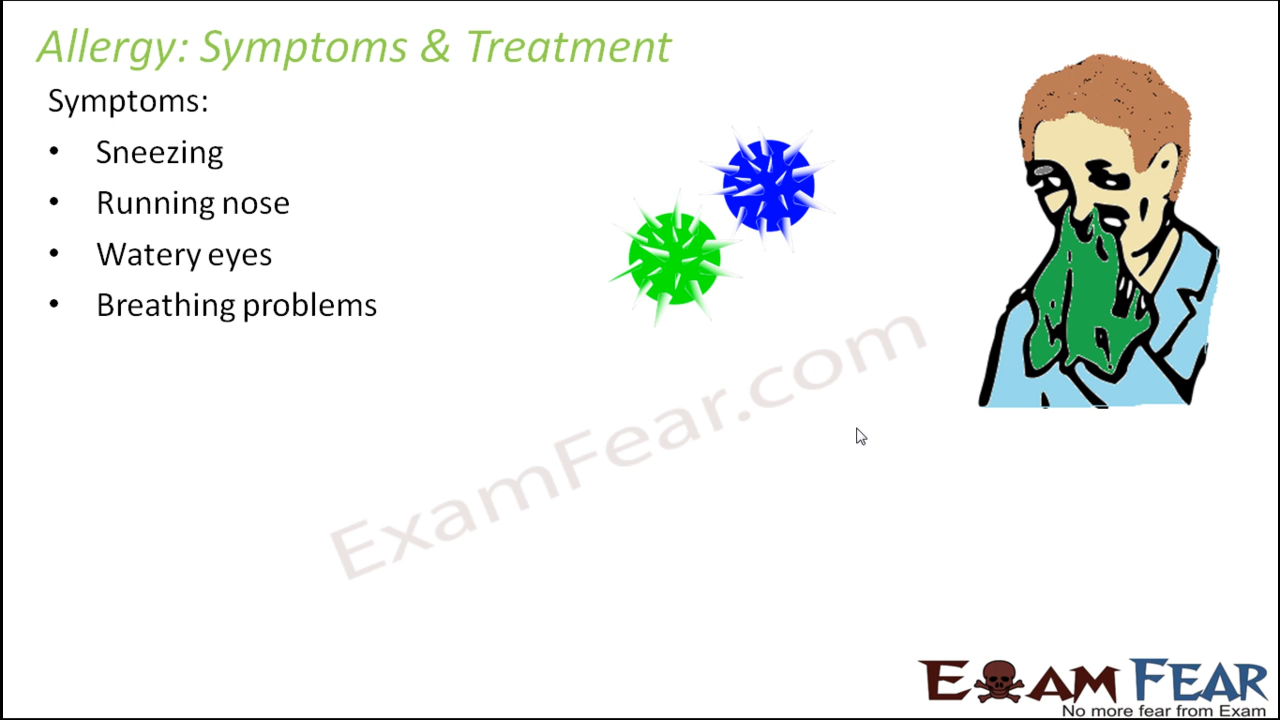 Allergy: Symptoms & Treatment
Symptoms:
• Sneezing
• Running nose
• Watery eyes
• Breathing problems
ExamFear.com
EXAM FEAR
No more fear from Exam